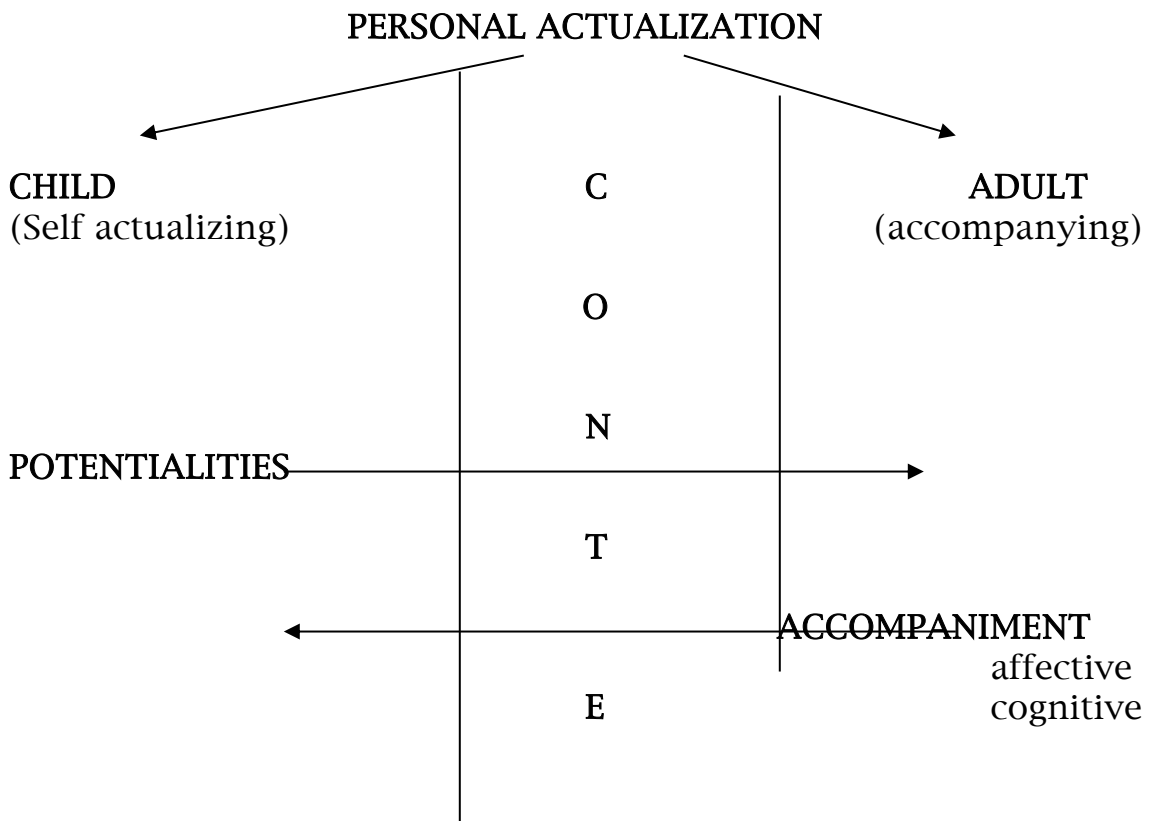 PERSONAL ACTUALIZATION
CHILD
(Self actualizing)
ADULT
(accompanying)
C
O
N
T
E
POTENTIALITIES
ACCOMPANIMENT
affective
cognitive